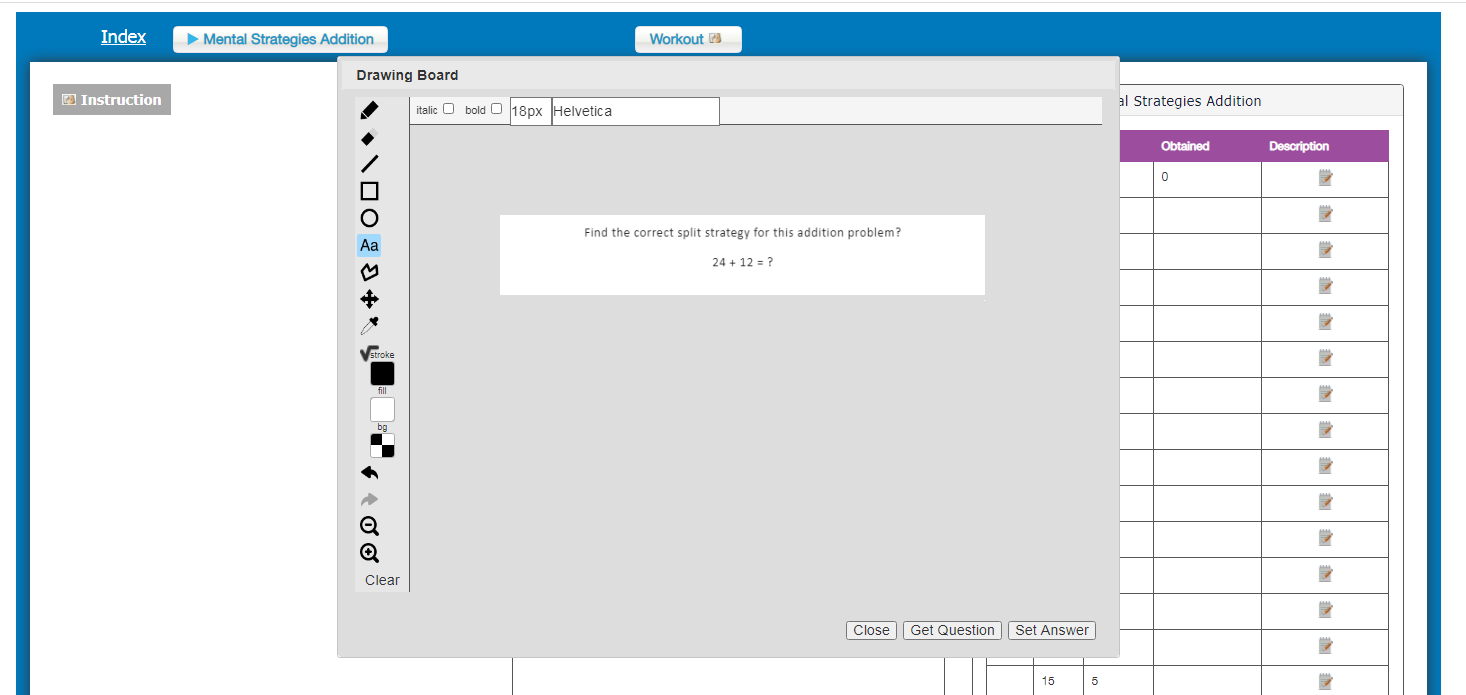 Index
Mental Strategies Addition
Workout
Instruction
Drawing Board
italic
bold
18px
Helvetica
Aa
stroke
fill
bg
Clear
Find the correct split strategy for this addition problem?
24 + 12 = ?
Close
Get Question
Set Answer
al Strategies Addition
Obtained
Description
0
15
5